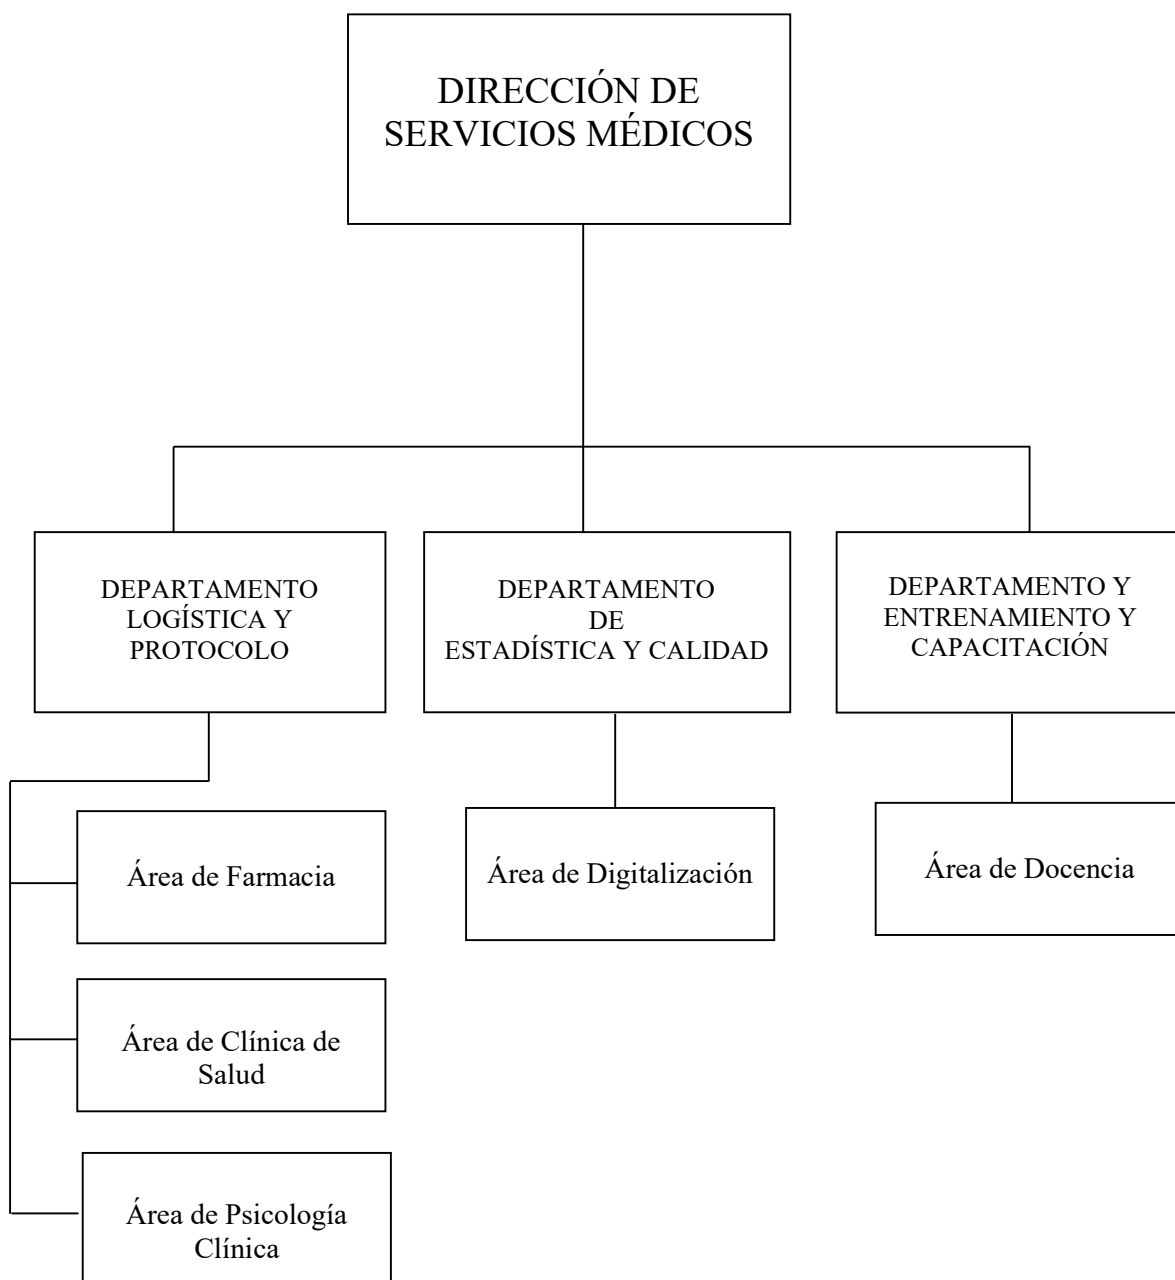 DIRECCIÓN DE
SERVICIOS MÉDICOS
DEPARTAMENTO
LOGÍSTICA Y
PROTOCOLO
DEPARTAMENTO
DE
ESTADÍSTICA Y CALIDAD
DEPARTAMENTO Y
ENTRENAMIENTO Y
CAPACITACIÓN
Área de Farmacia
Área de Digitalización
Área de Docencia
Área de Clínica de
Salud
Área de Psicología
Clínica